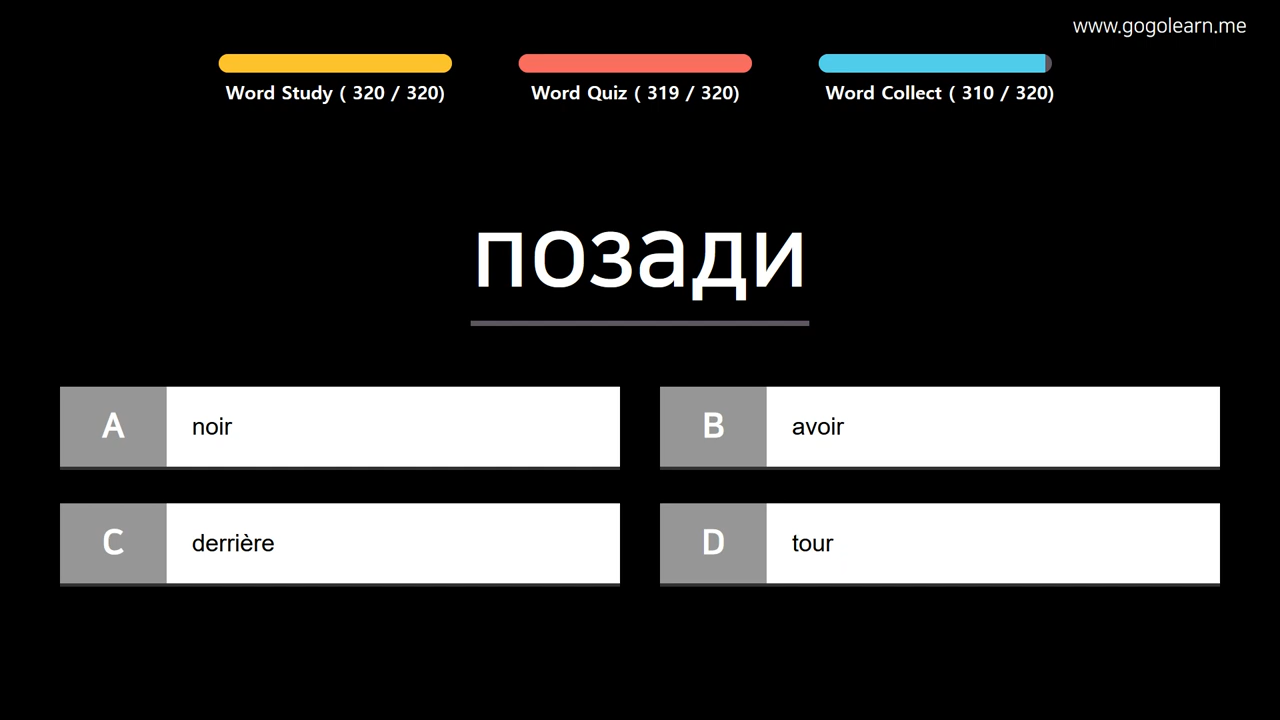 www.gogolearn.me
Word Study ( 320 / 320)
Word Quiz ( 319 / 320)
Word Collect ( 310 / 320)
позади
A noir
B avoir
C derrière
D tour